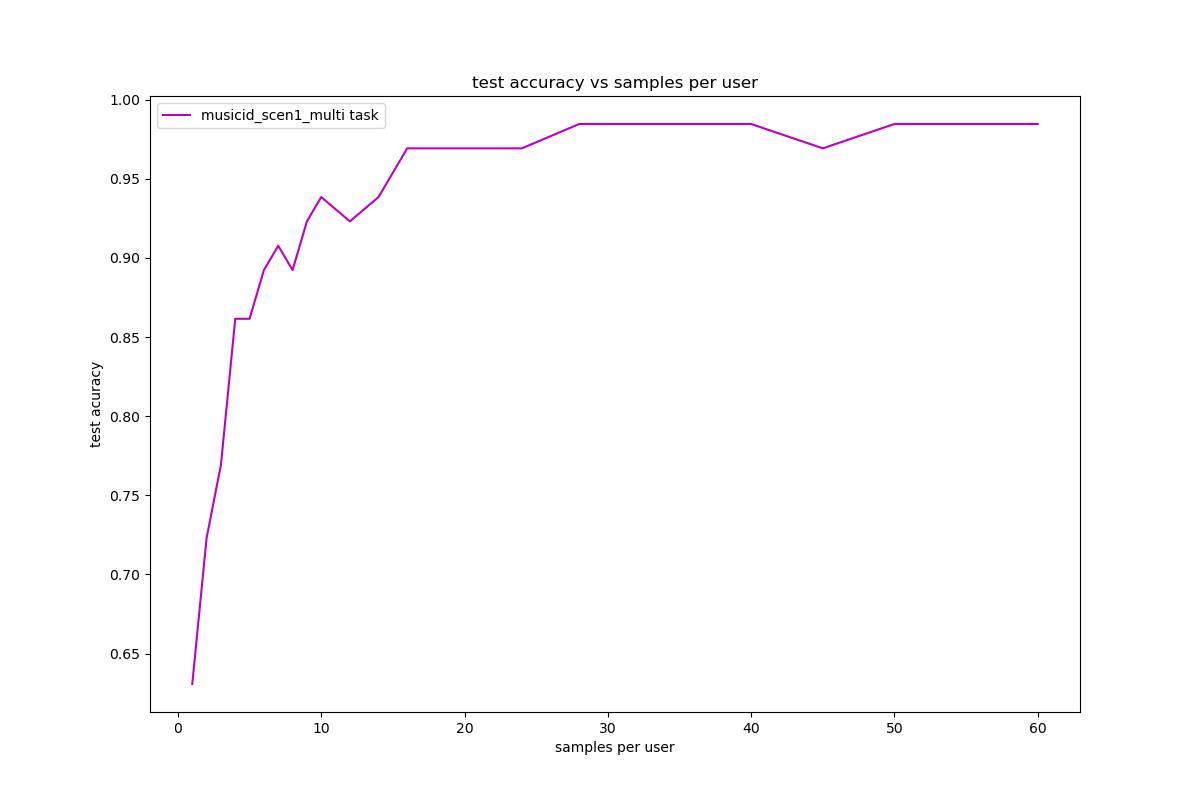 test accuracy vs samples per user
musicid_scen1_multi task
1.00
0.95
0.90
0.85
0.80
0.75
0.70
0.65
test acuracy
0 10 20 30 40 50 60
samples per user